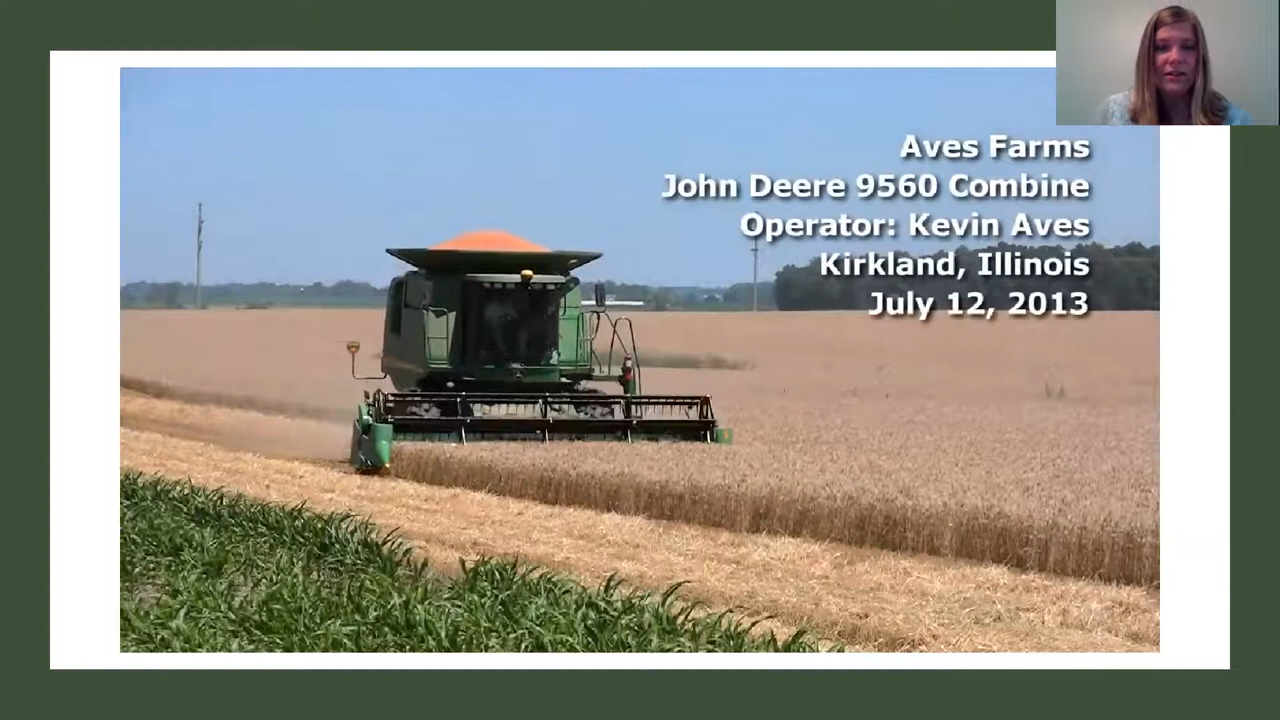 Aves Farms
John Deere 9560 Combine
Operator: Kevin Aves
Kirkland, Illinois
July 12, 2013